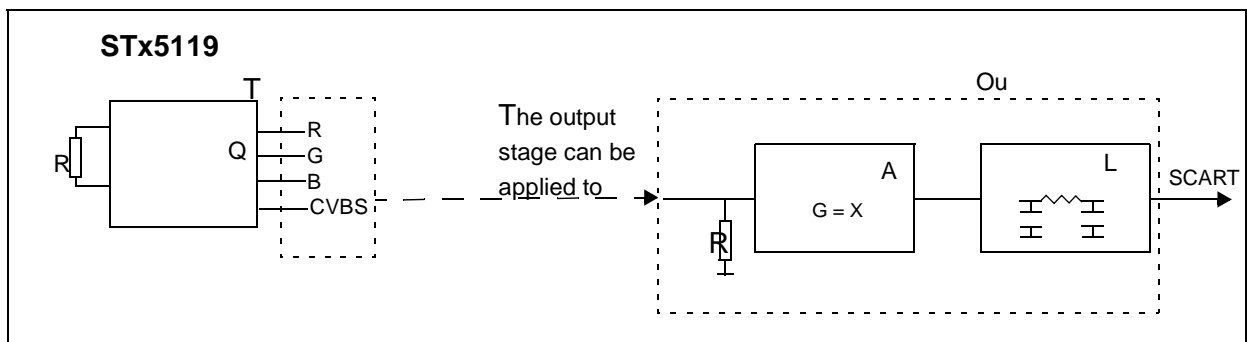 STx5119
T
R
Q
R
G
B
CVBS
The output
stage can be
applied to
Ou
R
A
G = X
L
SCART